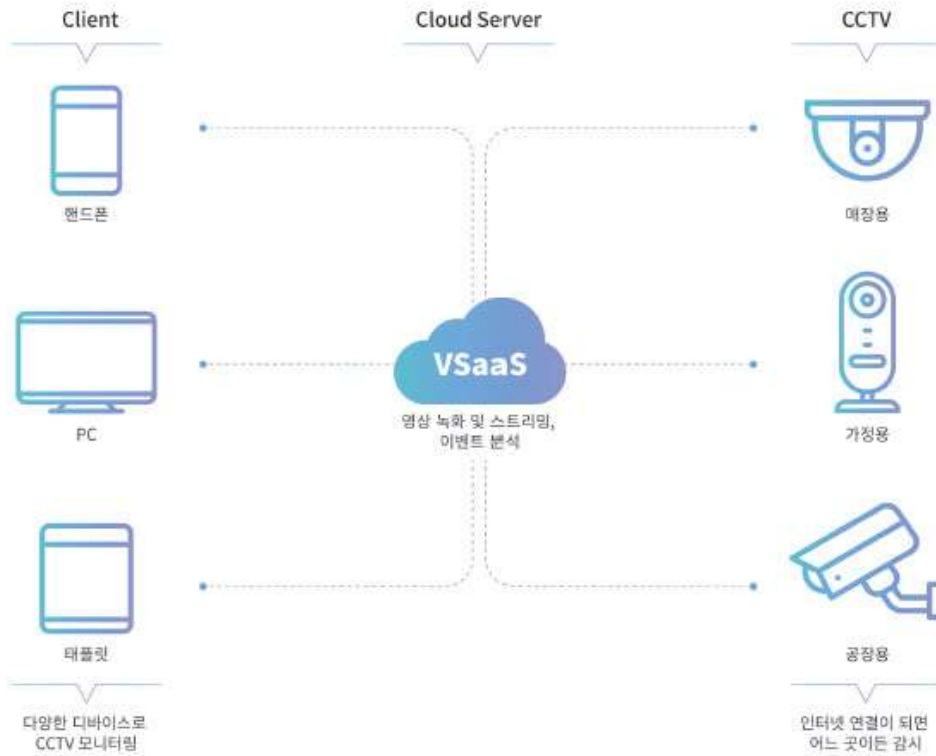 Client
Cloud Server
CCTV
핸드폰
매장용
VSaaS
영상 녹화 및 스트리밍,
이벤트 분석
PC
가정용
태플릿
공장용
다양한 디바이스로
CCTV 모니터링
인터넷 연결이 되면
어느 곳이든 감시